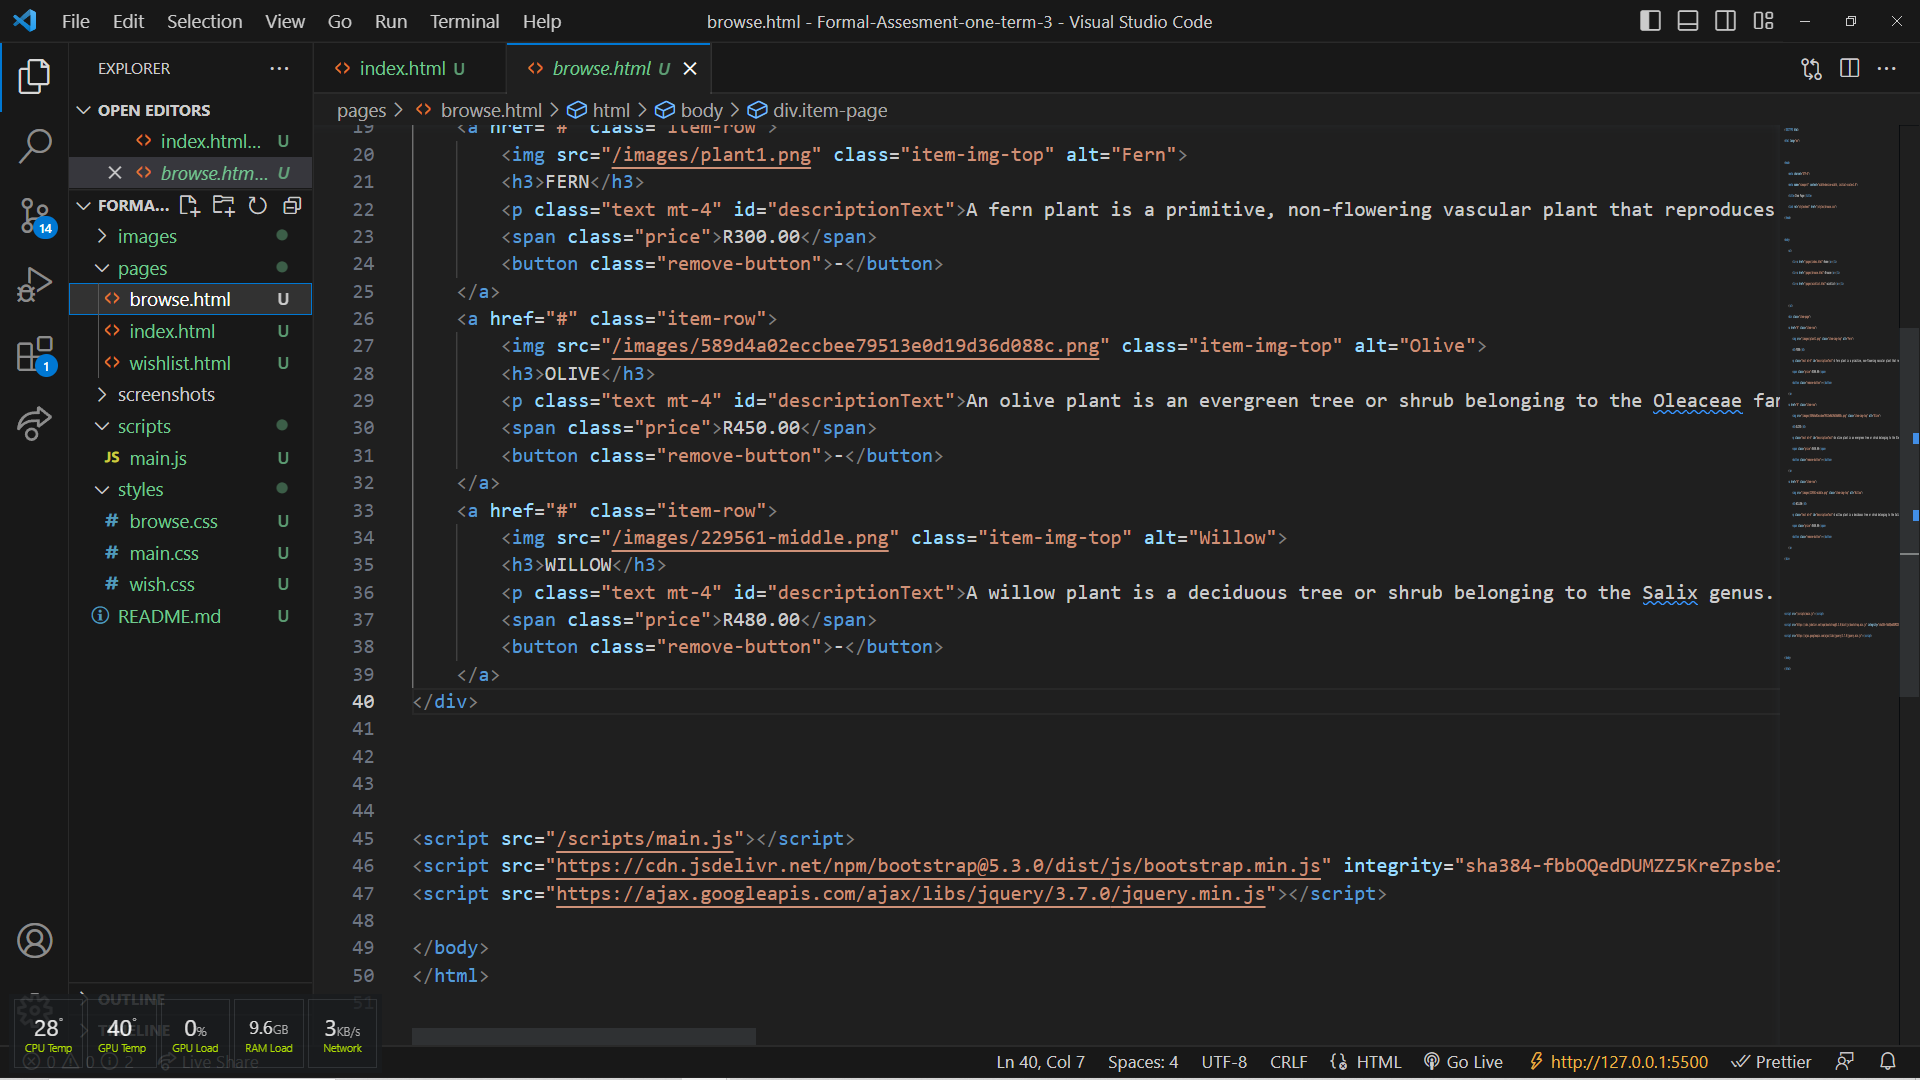 File Edit Selection View Go Run Terminal Help
browse.html - Formal-Assesment-one-term-3 - Visual Studio Code
EXPLORER
OPEN EDITORS
index.html... U
browse.htm... U
FORMA...
images
pages
browse.html U
index.html U
wishlist.html U
screenshots
scripts
JS main.js U
styles
# browse.css U
# main.css U
# wish.css U
README.md U
OUTLINE
TIMELINE
14
1
index.html U
browse.html U
pages > browse.html > html > body > div.item-page
19 <a href="#" class="item-row">
20 <img src="/images/plant1.png" class="item-img-top" alt="Fern">
21 <h3>FERN</h3>
22 <p class="text mt-4" id="descriptionText">A fern plant is a primitive, non-flowering vascular plant that reproduces
23 <span class="price">R300.00</span>
24 <button class="remove-button">-</button>
25 </a>
26 <a href="#" class="item-row">
27 <img src="/images/589d4a02eccbee79513e0d19d36d088c.png" class="item-img-top" alt="Olive">
28 <h3>OLIVE</h3>
29 <p class="text mt-4" id="descriptionText">An olive plant is an evergreen tree or shrub belonging to the Oleaceae fam
30 <span class="price">R450.00</span>
31 <button class="remove-button">-</button>
32 </a>
33 <a href="#" class="item-row">
34 <img src="/images/229561-middle.png" class="item-img-top" alt="Willow">
35 <h3>WILLOW</h3>
36 <p class="text mt-4" id="descriptionText">A willow plant is a deciduous tree or shrub belonging to the Salix genus.
37 <span class="price">R480.00</span>
38 <button class="remove-button">-</button>
39 </a>
40 </div>
41
42
43
44
45 <script src="/scripts/main.js"></script>
46 <script src="https://cdn.jsdelivr.net/npm/bootstrap@5.3.0/dist/js/bootstrap.min.js" integrity="sha384-fbbOQedDUMZZ5KreZpsbe1
47 <script src="https://ajax.googleapis.com/ajax/libs/jquery/3.7.0/jquery.min.js"></script>
48
49 </body>
50 </html>
51
28° 40° 0% 9.6GB 3KB/s
CPU Temp GPU Temp GPU Load RAM Load Network
0 0 2 Live Share
Ln 40, Col 7 Spaces: 4 UTF-8 CRLF HTML Go Live http://127.0.0.1:5500 Prettier